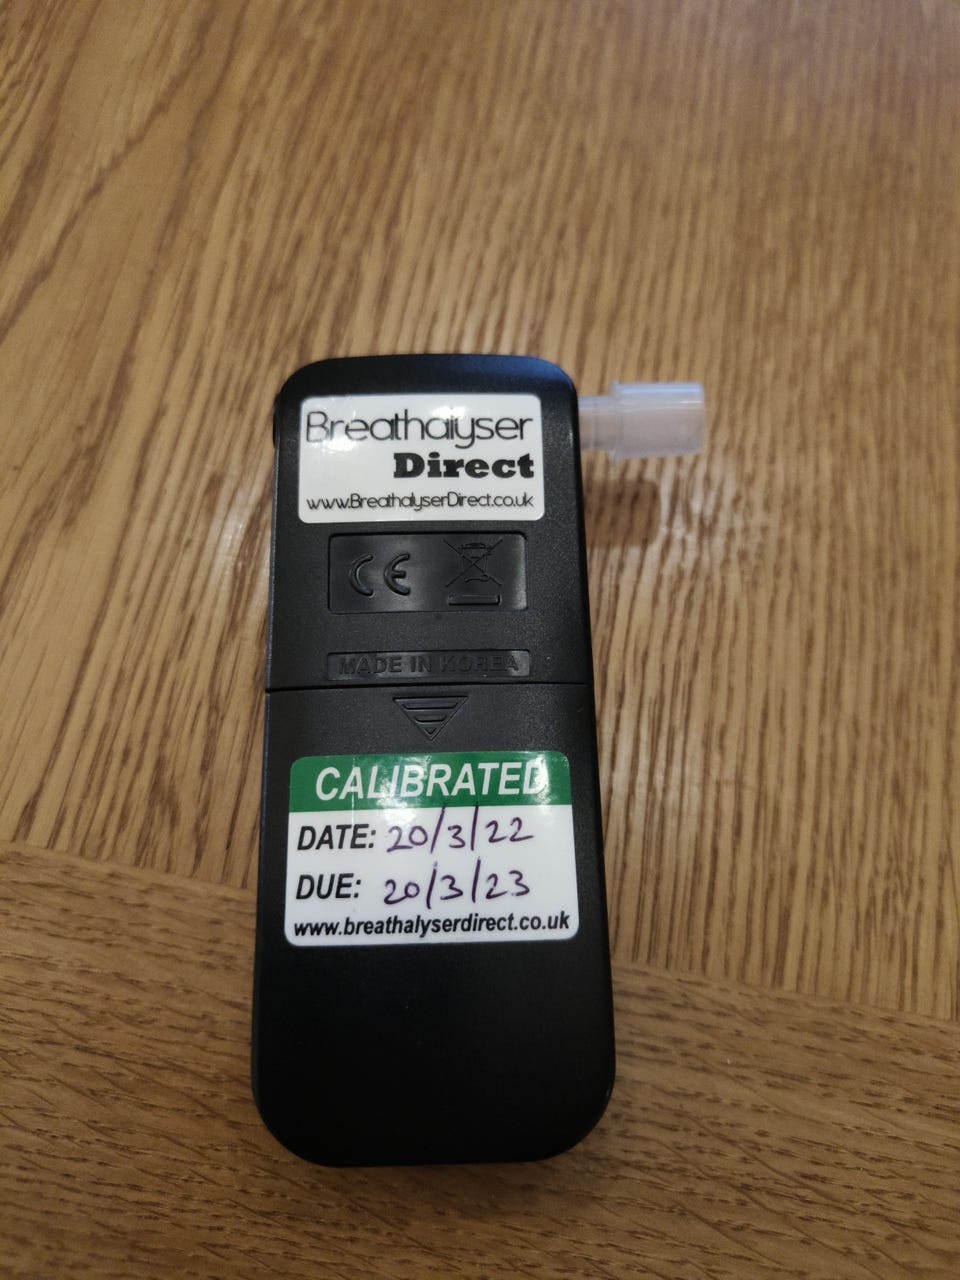 Breathalyser
Direct
www.BreathalyserDirect.co.uk
CE
MADE IN KOREA
CALIBRATED
DATE: 20/3/22
DUE: 20/3/23
www.breathalyserdirect.co.uk